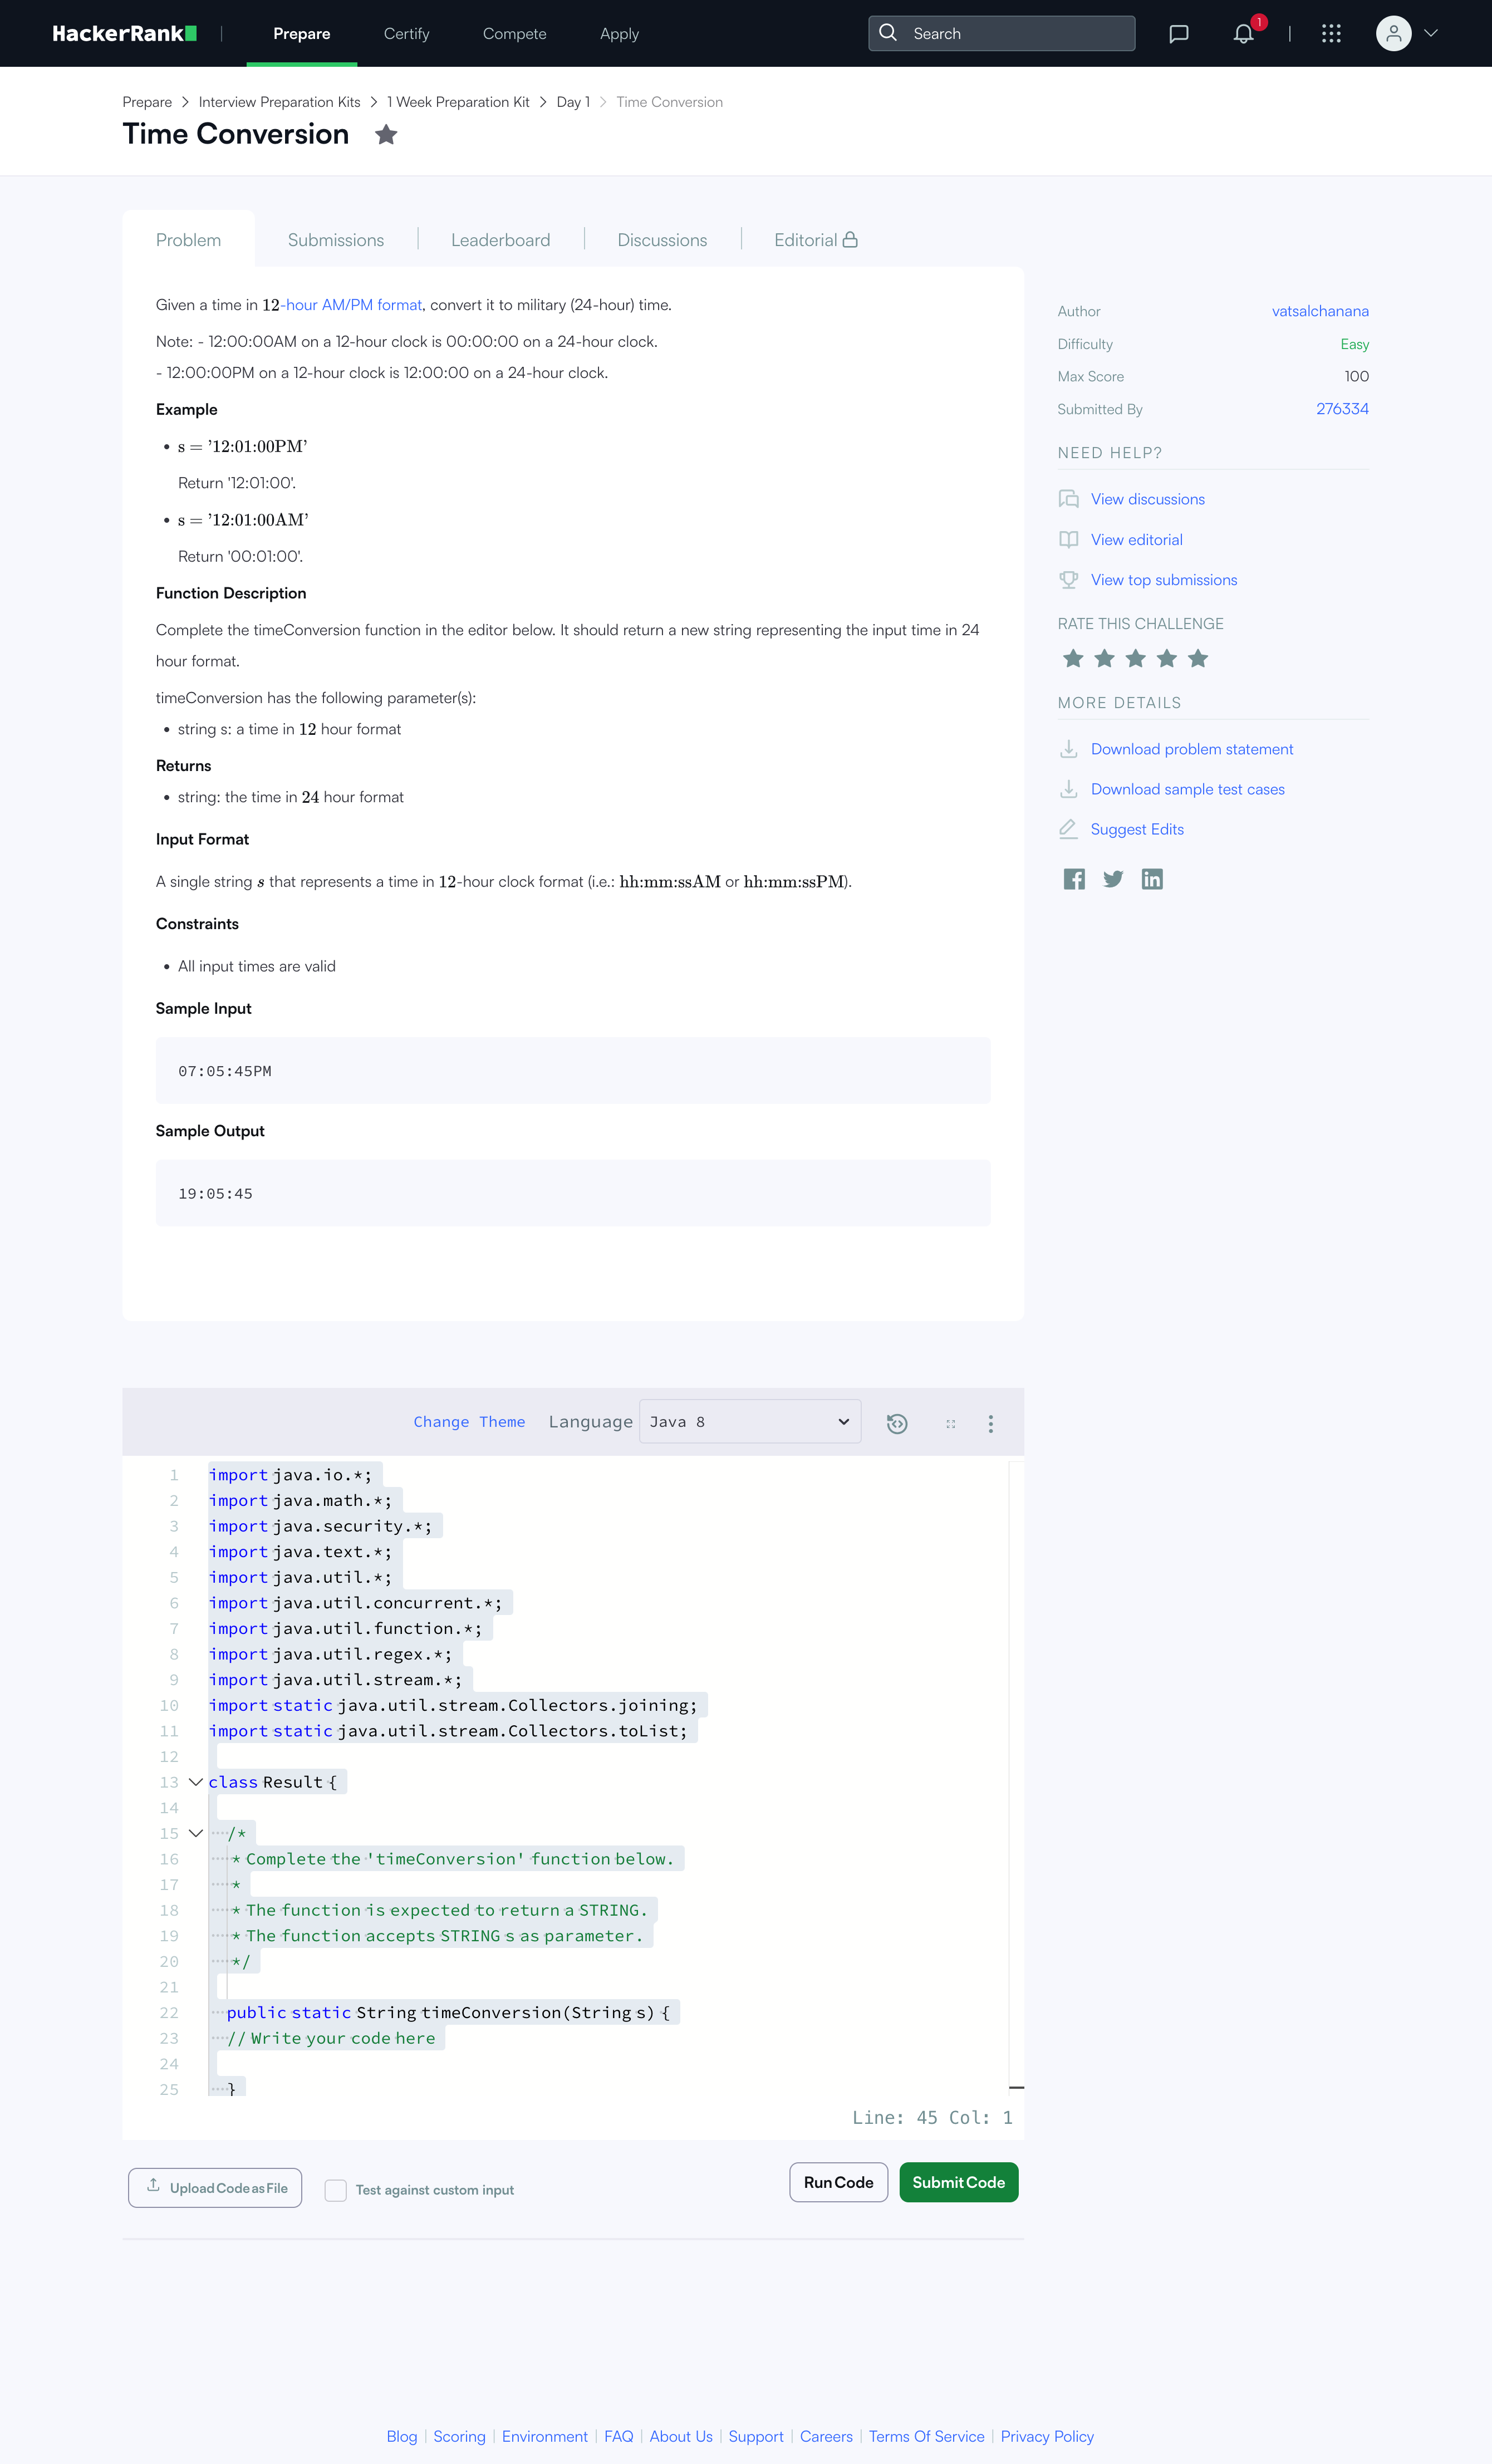 HackerRank
Prepare
Certify
Compete
Apply
Search
1
Prepare > Interview Preparation Kits > 1 Week Preparation Kit > Day 1 > Time Conversion
Time Conversion
Problem
Submissions
Leaderboard
Discussions
Editorial
Given a time in 12-hour AM/PM format, convert it to military (24-hour) time.
Note: - 12:00:00AM on a 12-hour clock is 00:00:00 on a 24-hour clock.
- 12:00:00PM on a 12-hour clock is 12:00:00 on a 24-hour clock.
Example
• s = '12:01:00PM'
Return '12:01:00'.
• s = '12:01:00AM'
Return '00:01:00'.
Function Description
Complete the timeConversion function in the editor below. It should return a new string representing the input time in 24
hour format.
timeConversion has the following parameter(s):
• string s: a time in 12 hour format
Returns
• string: the time in 24 hour format
Input Format
A single string s that represents a time in 12-hour clock format (i.e.: hh:mm:ssAM or hh:mm:ssPM).
Constraints
• All input times are valid
Sample Input
07:05:45PM
Sample Output
19:05:45
Author vatsalchanana
Difficulty Easy
Max Score 100
Submitted By 276334
NEED HELP?
View discussions
View editorial
View top submissions
RATE THIS CHALLENGE
MORE DETAILS
Download problem statement
Download sample test cases
Suggest Edits
Change Theme
Language
Java 8
1 import java.io.*;
2 import java.math.*;
3 import java.security.*;
4 import java.text.*;
5 import java.util.*;
6 import java.util.concurrent.*;
7 import java.util.function.*;
8 import java.util.regex.*;
9 import java.util.stream.*;
10 import static java.util.stream.Collectors.joining;
11 import static java.util.stream.Collectors.toList;
12
13 class Result {
14
15 /*
16 * Complete the 'timeConversion' function below.
17 *
18 * The function is expected to return a STRING.
19 * The function accepts STRING s as parameter.
20 */
21
22 public static String timeConversion(String s) {
23 // Write your code here
24
25 }
Line: 45 Col: 1
Upload Code as File
Test against custom input
Run Code
Submit Code
Blog | Scoring | Environment | FAQ | About Us | Support | Careers | Terms Of Service | Privacy Policy